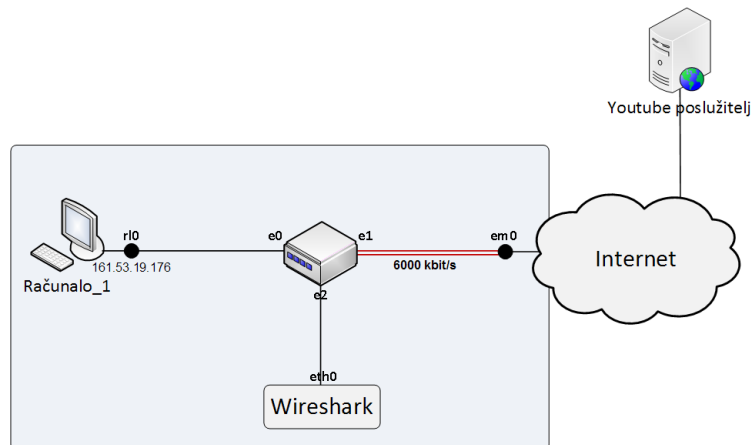 Youtube poslužitelj
rl0
e0
e1
em0
161.53.19.176
6000 kbit/s
Internet
Računalo_1
e2
eth0
Wireshark